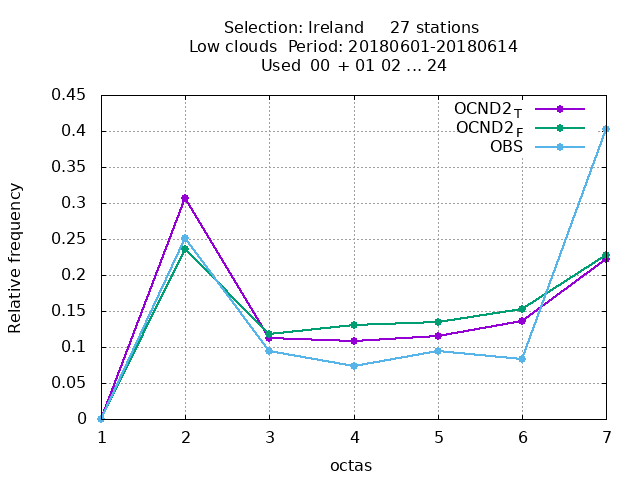 Selection: Ireland     27 stations
Low clouds  Period: 20180601-20180614
Used  00 + 01 02 ... 24
OCND2_T
OCND2_F
OBS
0.45
0.4
0.35
0.3
0.25
0.2
0.15
0.1
0.05
0
Relative frequency
1 2 3 4 5 6 7
octas